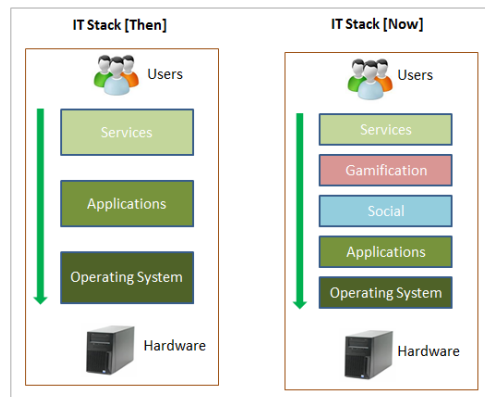 IT Stack [Then]
Users
Services
Applications
Operating System
Hardware
IT Stack [Now]
Users
Services
Gamification
Social
Applications
Operating System
Hardware